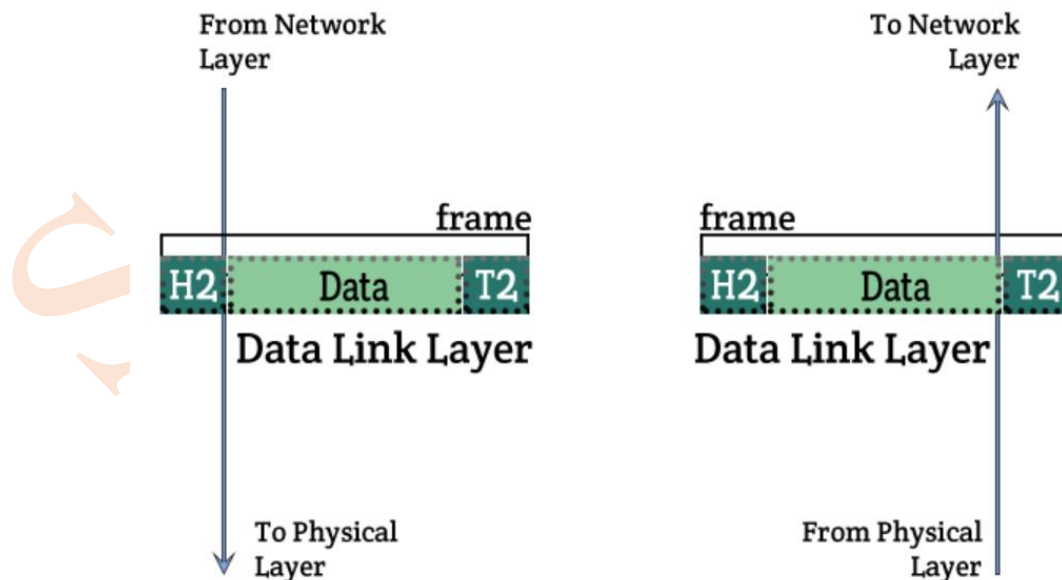 From Network
Layer
To Network
Layer
frame
frame
H2 Data T2
H2 Data T2
Data Link Layer
Data Link Layer
To Physical
Layer
From Physical
Layer